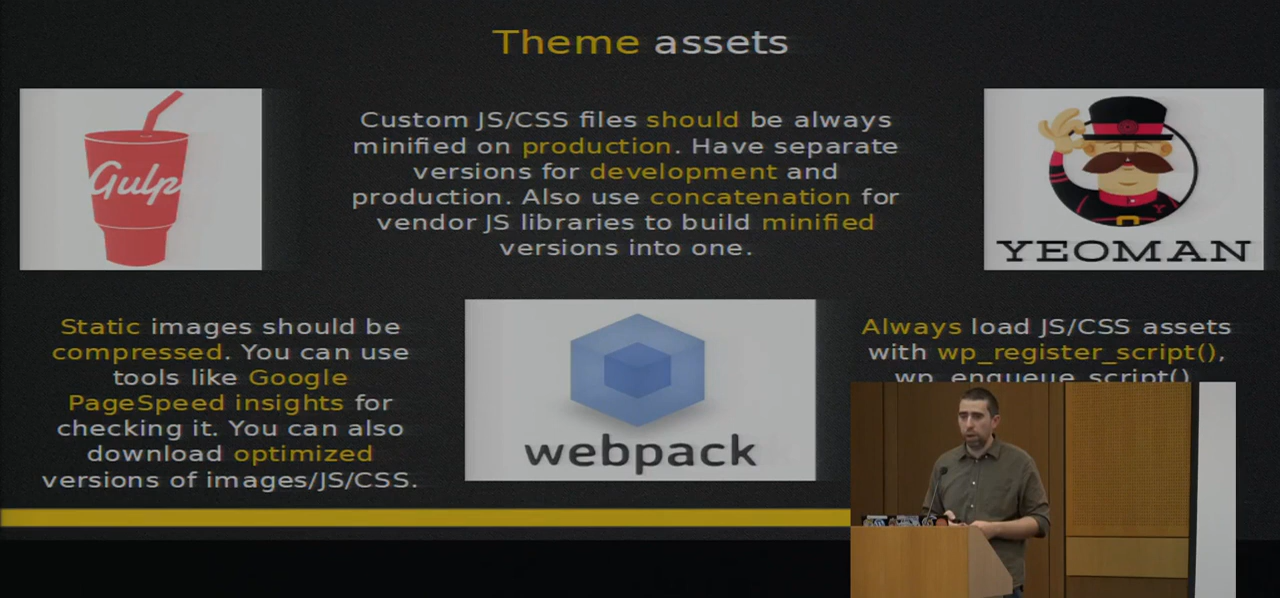 Theme assets
Gulp
Custom JS/CSS files should be always
minified on production. Have separate
versions for development and
production. Also use concatenation for
vendor JS libraries to build minified
versions into one.
YEOMAN
Static images should be
compressed. You can use
tools like Google
PageSpeed insights for
checking it. You can also
download optimized
versions of images/JS/CSS.
webpack
Always load JS/CSS assets
with wp_register_script(),
wp_enqueue_script()